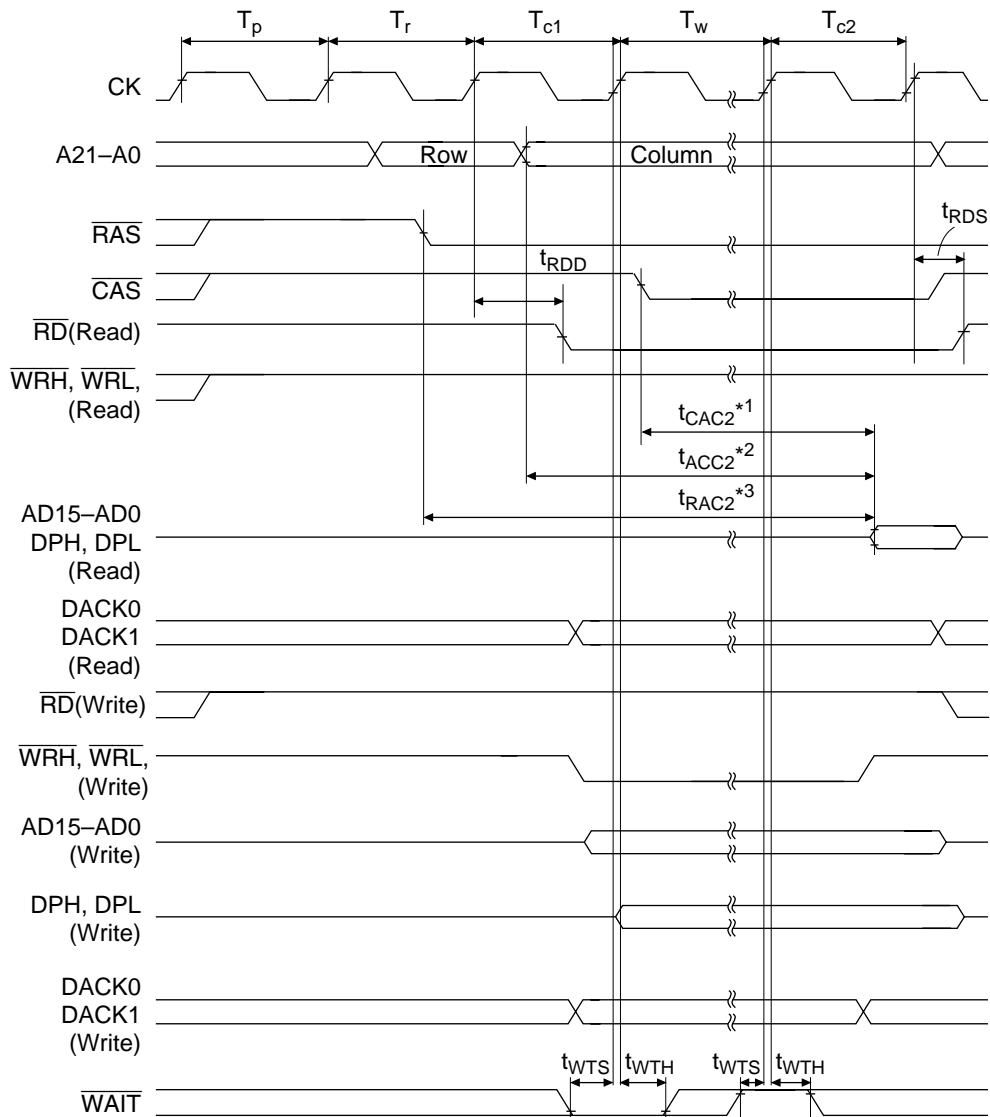 Tp Tr Tc1 Tw Tc2
CK
A21–A0 Row Column
RAS
tRDS
tRDD
CAS
RD(Read)
WRH, WRL,
(Read)
tCAC2*1
tACC2*2
tRAC2*3
AD15–AD0
DPH, DPL
(Read)
DACK0
DACK1
(Read)
RD(Write)
WRH, WRL,
(Write)
AD15–AD0
(Write)
DPH, DPL
(Write)
DACK0
DACK1
(Write)
tWTS tWTH tWTS tWTH
WAIT